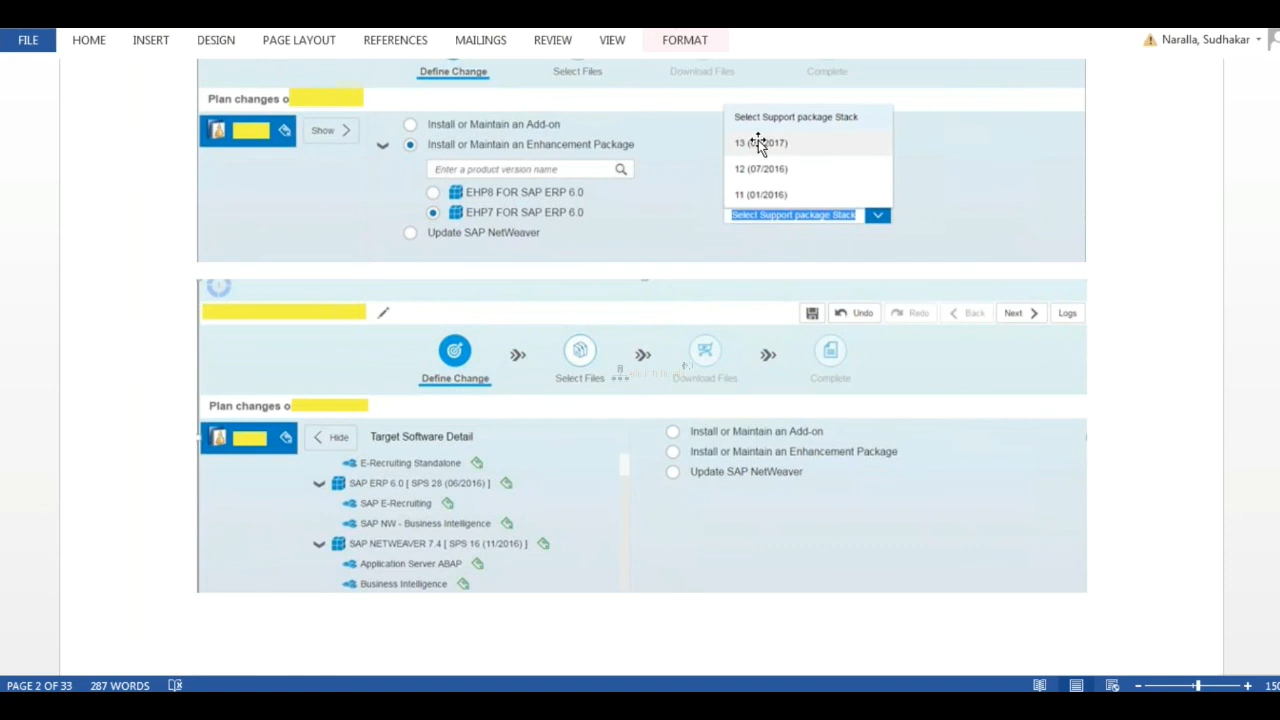 FILE HOME INSERT DESIGN PAGE LAYOUT REFERENCES MAILINGS REVIEW VIEW FORMAT Naralla, Sudhakar
Define Change Select Files Download Files Complete
Plan changes o
Show
Install or Maintain an Add-on
Install or Maintain an Enhancement Package
Enter a product version name
EHP8 FOR SAP ERP 6.0
EHP7 FOR SAP ERP 6.0
Update SAP NetWeaver
Select Support package Stack
13 2017)
12 (07/2016)
11 (01/2016)
Select Support package Stack
Undo Redo Back Next Logs
Define Change Select Files Download Files Complete
Plan changes o
Hide Target Software Detail
E-Recruiting Standalone
SAP ERP 6.0 [ SPS 28 (06/2016) ]
SAP E-Recruiting
SAP NW - Business Intelligence
SAP NETWEAVER 7.4 [ SPS 16 (11/2016) ]
Application Server ABAP
Business Intelligence
Install or Maintain an Add-on
Install or Maintain an Enhancement Package
Update SAP NetWeaver
PAGE 2 OF 33 287 WORDS 150